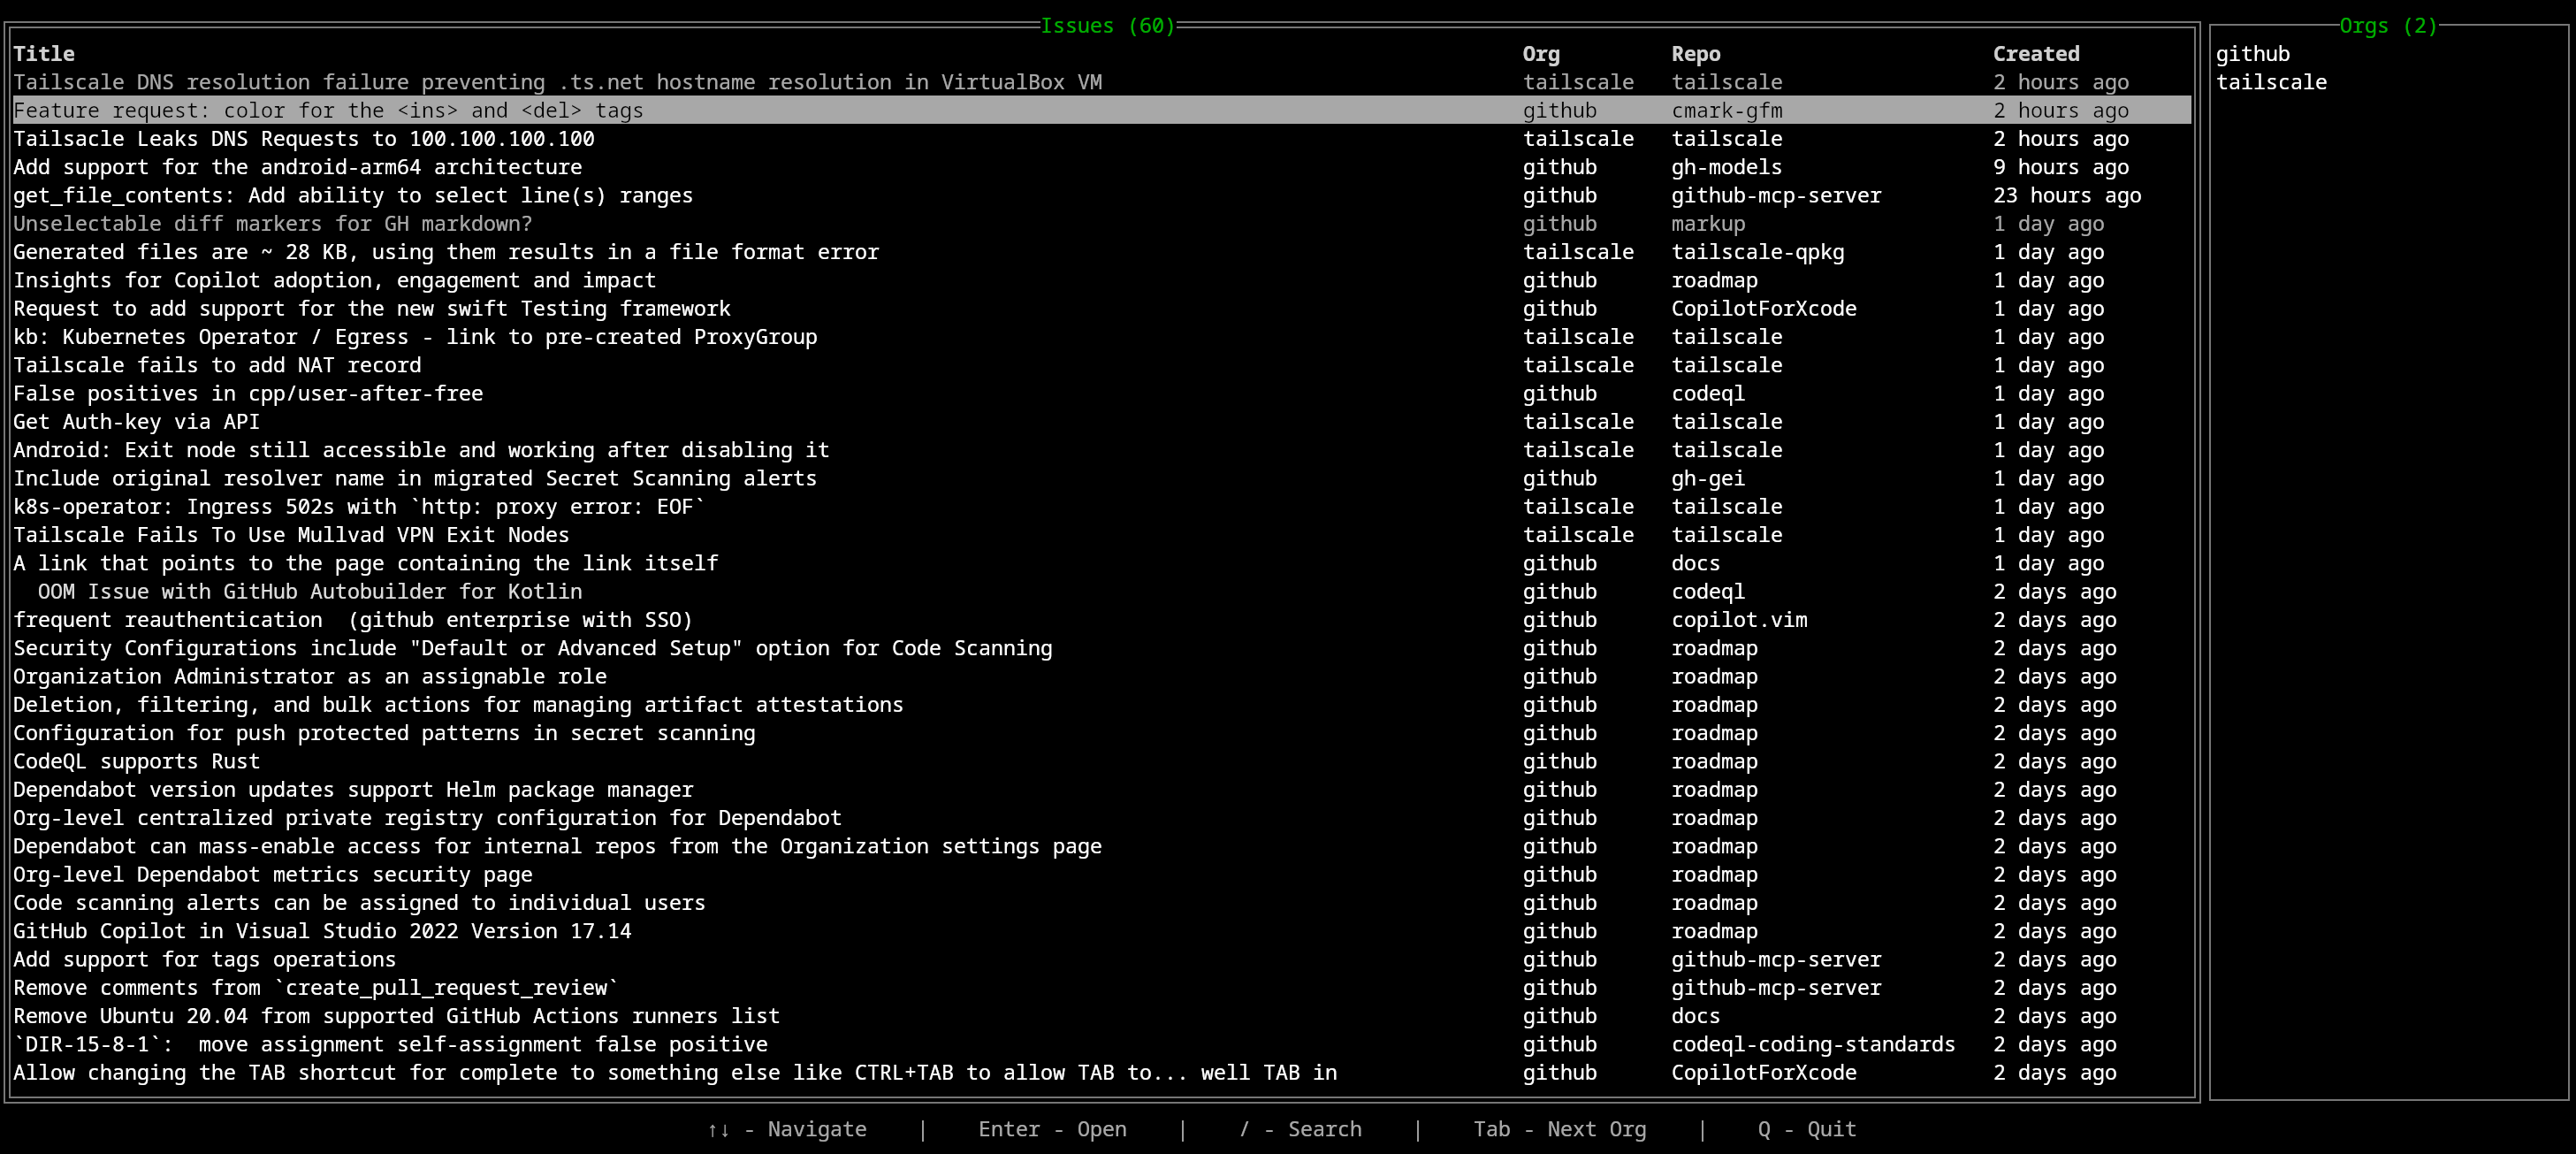 Issues (60)
Title Org Repo Created
Tailscale DNS resolution failure preventing .ts.net hostname resolution in VirtualBox VM tailscale tailscale 2 hours ago
Feature request: color for the <ins> and <del> tags github cmark-gfm 2 hours ago
Tailsacle Leaks DNS Requests to 100.100.100.100 tailscale tailscale 2 hours ago
Add support for the android-arm64 architecture github gh-models 9 hours ago
get_file_contents: Add ability to select line(s) ranges github github-mcp-server 23 hours ago
Unselectable diff markers for GH markdown? github markup 1 day ago
Generated files are ~ 28 KB, using them results in a file format error tailscale tailscale-qpkg 1 day ago
Insights for Copilot adoption, engagement and impact github roadmap 1 day ago
Request to add support for the new swift Testing framework github CopilotForXcode 1 day ago
kb: Kubernetes Operator / Egress - link to pre-created ProxyGroup tailscale tailscale 1 day ago
Tailscale fails to add NAT record tailscale tailscale 1 day ago
False positives in cpp/user-after-free github codeql 1 day ago
Get Auth-key via API tailscale tailscale 1 day ago
Android: Exit node still accessible and working after disabling it tailscale tailscale 1 day ago
Include original resolver name in migrated Secret Scanning alerts github gh-gei 1 day ago
k8s-operator: Ingress 502s with `http: proxy error: EOF` tailscale tailscale 1 day ago
Tailscale Fails To Use Mullvad VPN Exit Nodes tailscale tailscale 1 day ago
A link that points to the page containing the link itself github docs 1 day ago
OOM Issue with GitHub Autobuilder for Kotlin github codeql 2 days ago
frequent reauthentication  (github enterprise with SSO) github copilot.vim 2 days ago
Security Configurations include "Default or Advanced Setup" option for Code Scanning github roadmap 2 days ago
Organization Administrator as an assignable role github roadmap 2 days ago
Deletion, filtering, and bulk actions for managing artifact attestations github roadmap 2 days ago
Configuration for push protected patterns in secret scanning github roadmap 2 days ago
CodeQL supports Rust github roadmap 2 days ago
Dependabot version updates support Helm package manager github roadmap 2 days ago
Org-level centralized private registry configuration for Dependabot github roadmap 2 days ago
Dependabot can mass-enable access for internal repos from the Organization settings page github roadmap 2 days ago
Org-level Dependabot metrics security page github roadmap 2 days ago
Code scanning alerts can be assigned to individual users github roadmap 2 days ago
GitHub Copilot in Visual Studio 2022 Version 17.14 github roadmap 2 days ago
Add support for tags operations github github-mcp-server 2 days ago
Remove comments from `create_pull_request_review` github github-mcp-server 2 days ago
Remove Ubuntu 20.04 from supported GitHub Actions runners list github docs 2 days ago
`DIR-15-8-1`:  move assignment self-assignment false positive github codeql-coding-standards 2 days ago
Allow changing the TAB shortcut for complete to something else like CTRL+TAB to allow TAB to... well TAB in github CopilotForXcode 2 days ago
Orgs (2)
github
tailscale
↑↓ - Navigate | Enter - Open | / - Search | Tab - Next Org | Q - Quit